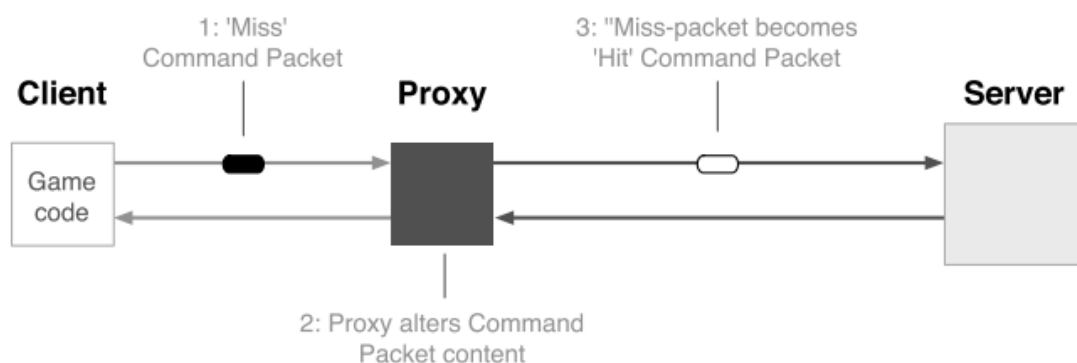 1: 'Miss'
Command Packet
3: "Miss-packet becomes
'Hit' Command Packet
Client
Proxy
Server
Game
code
2: Proxy alters Command
Packet content